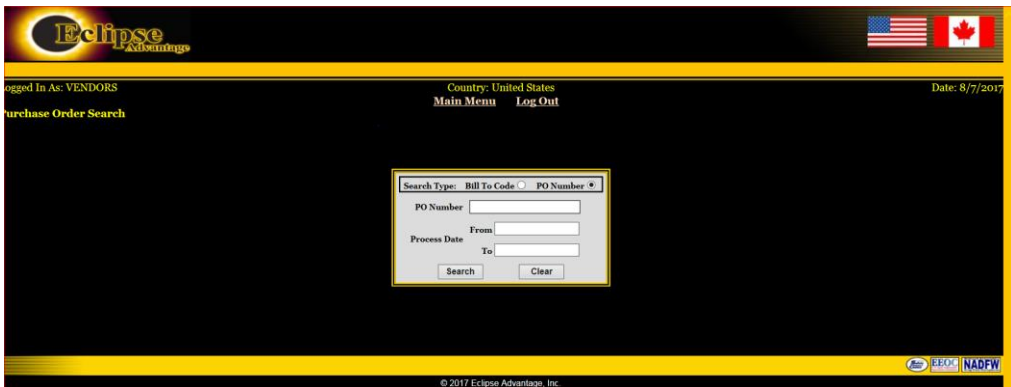 Eclipse
Advantage
ogged In As: VENDORS
Country: United States
Date: 8/7/2017
Main Menu Log Out
Purchase Order Search
Search Type: Bill To Code PO Number
PO Number
From
Process Date
To
Search Clear
EEOC NADFW
© 2017 Eclipse Advantage, Inc.